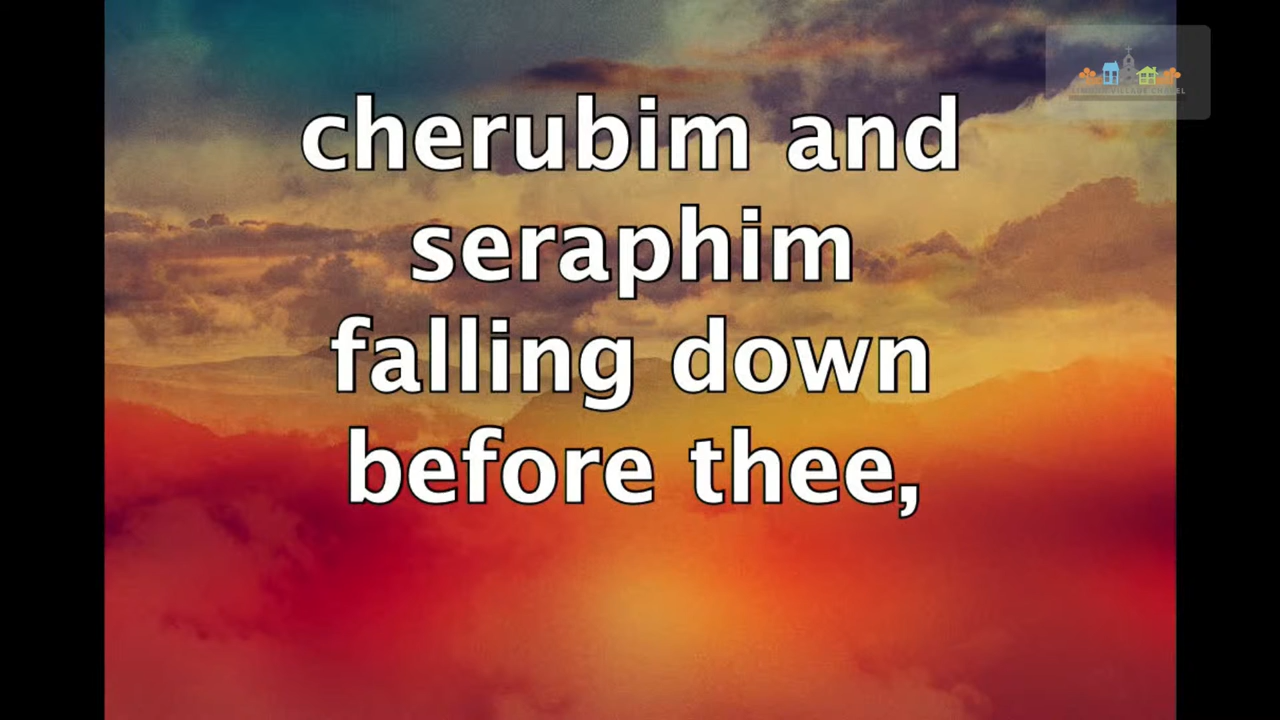 cherubim and
seraphim
falling down
before thee,